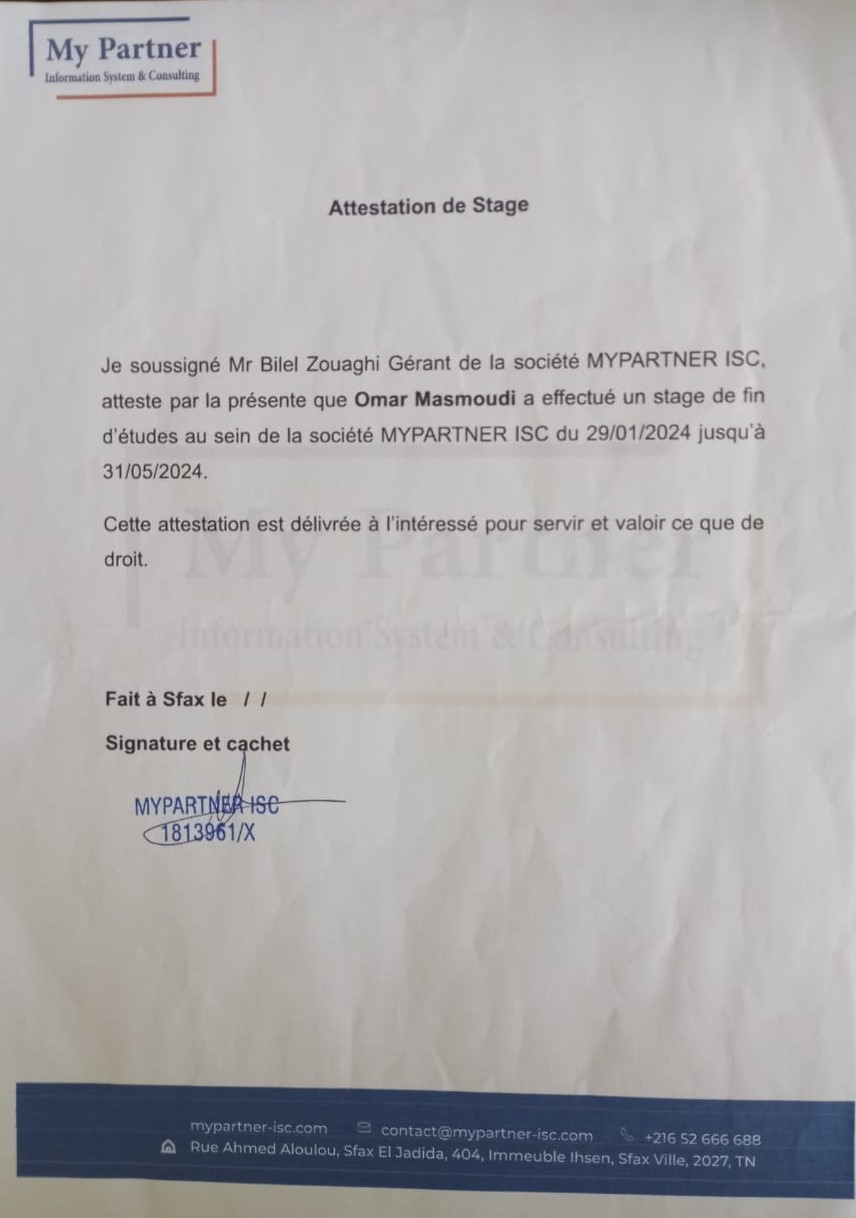 My Partner
Information System & Consulting
Attestation de Stage
Je soussigné Mr Bilel Zouaghi Gérant de la société MYPARTNER ISC,
atteste par la présente que Omar Masmoudi a effectué un stage de fin
d'études au sein de la société MYPARTNER ISC du 29/01/2024 jusqu'à
31/05/2024.
Cette attestation est délivrée à l'intéressé pour servir et valoir ce que de
droit.
My Partner
Information System & Consulting
Fait à Sfax le / /
Signature et cachet
MYPARTNER ISC
1813961/X
mypartner-isc.com contact@mypartner-isc.com +216 52 666 688
Rue Ahmed Aloulou, Sfax El Jadida, 404, Immeuble Ihsen, Sfax Ville, 2027, TN